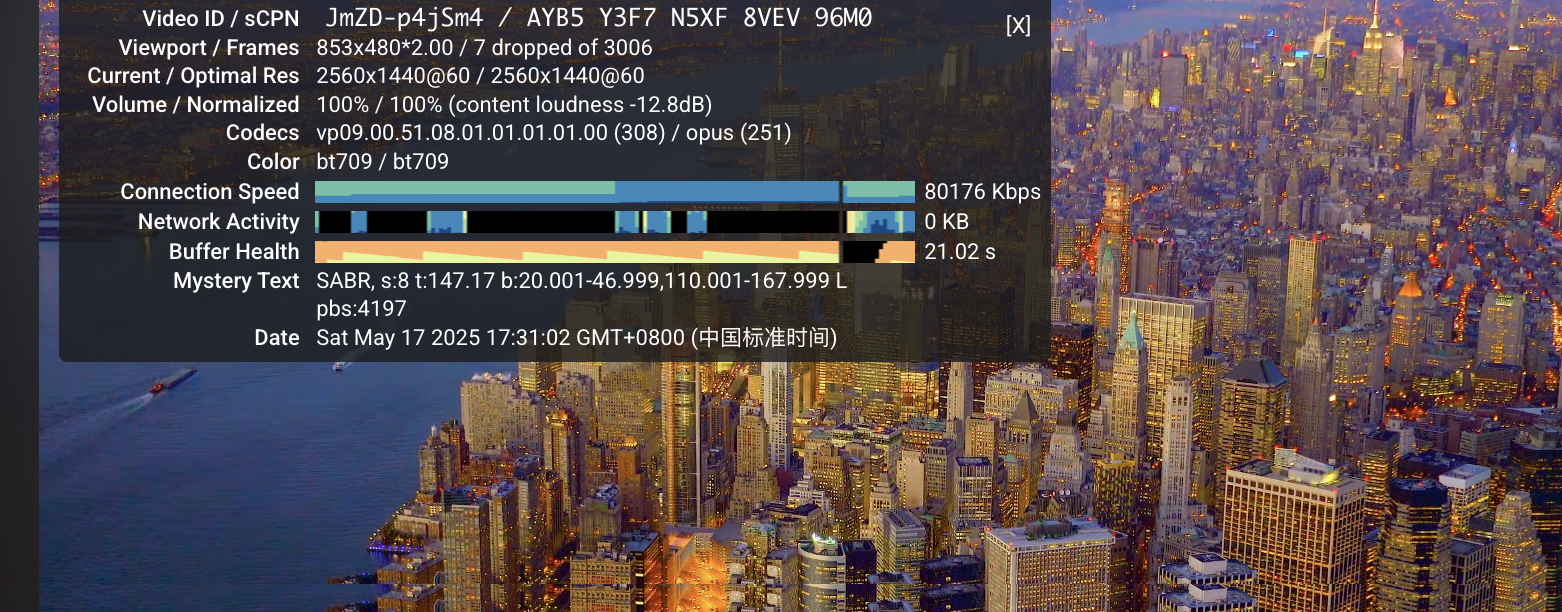 Video ID / sCPN JmZD-p4jSm4 / AYB5 Y3F7 N5XF 8VEV 96M0 [X]
Viewport / Frames 853x480*2.00 / 7 dropped of 3006
Current / Optimal Res 2560x1440@60 / 2560x1440@60
Volume / Normalized 100% / 100% (content loudness -12.8dB)
Codecs vp09.00.51.08.01.01.01.01.00 (308) / opus (251)
Color bt709 / bt709
Connection Speed 80176 Kbps
Network Activity 0 KB
Buffer Health 21.02 s
Mystery Text SABR, s:8 t:147.17 b:20.001-46.999,110.001-167.999 L
pbs:4197
Date Sat May 17 2025 17:31:02 GMT+0800 (中国标准时间)